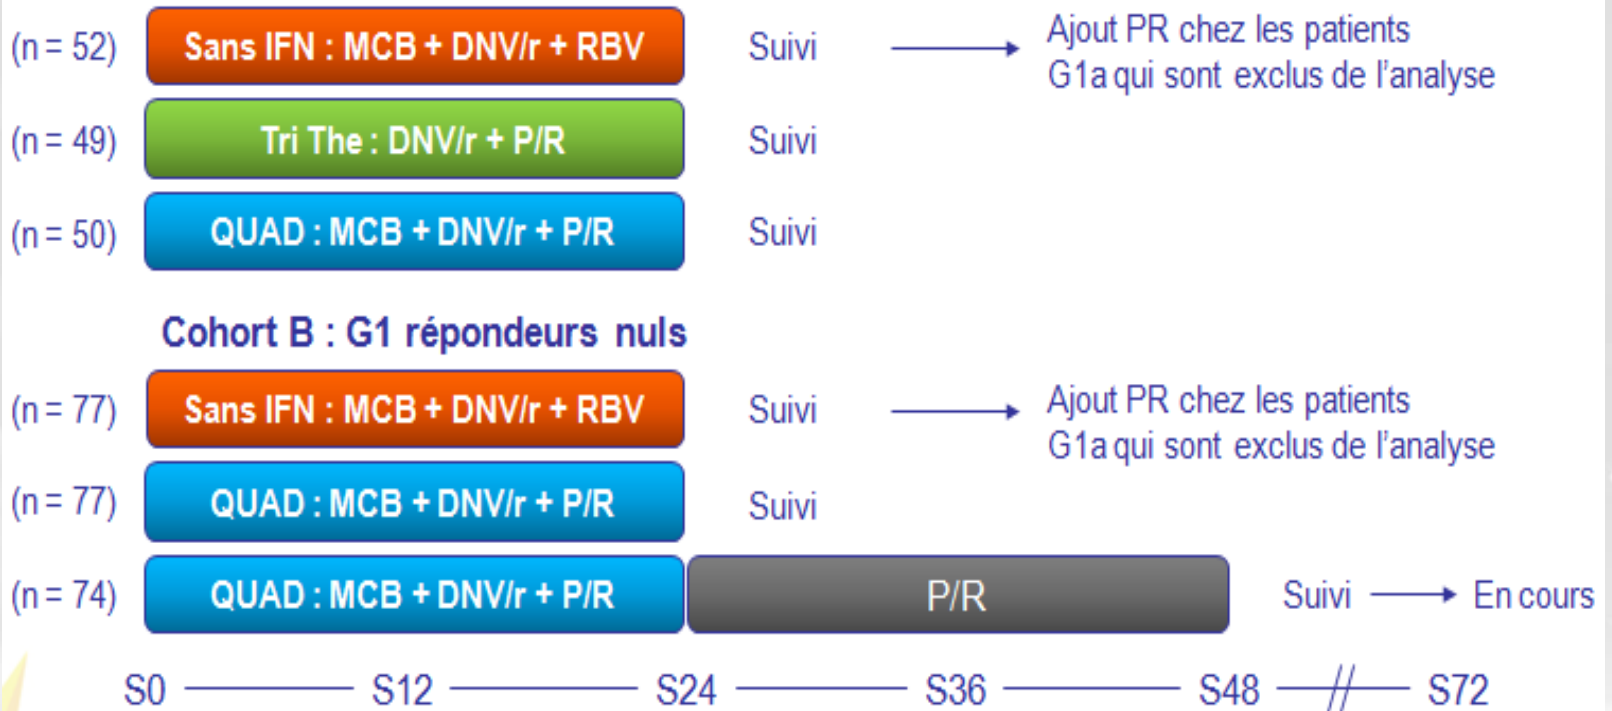 (n = 52) Sans IFN : MCB + DNV/r + RBV Suivi Ajout PR chez les patients
G1a qui sont exclus de l'analyse
(n = 49) Tri The : DNV/r + P/R Suivi
(n = 50) QUAD : MCB + DNV/r + P/R Suivi
Cohort B : G1 répondeurs nuls
(n = 77) Sans IFN : MCB + DNV/r + RBV Suivi Ajout PR chez les patients
G1a qui sont exclus de l'analyse
(n = 77) QUAD : MCB + DNV/r + P/R Suivi
(n = 74) QUAD : MCB + DNV/r + P/R P/R Suivi En cours
S0 S12 S24 S36 S48 S72